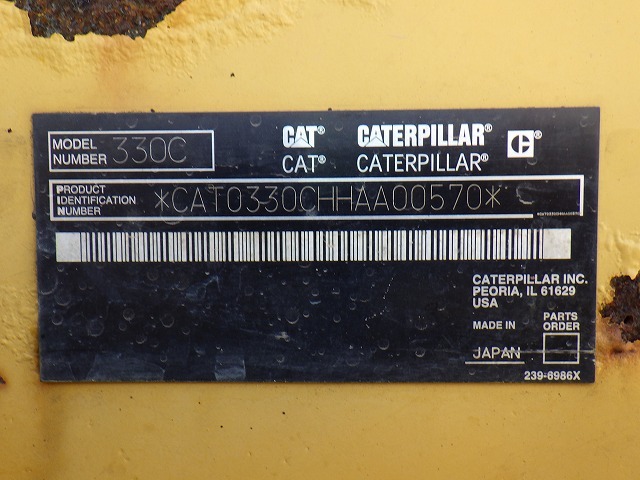 MODEL NUMBER 330C
CAT® CATERPILLAR®
CAT® CATERPILLAR®
PRODUCT IDENTIFICATION NUMBER *CAT0330CHHAA00570*
CATERPILLAR INC.
PEORIA, IL 61629
USA
MADE IN
PARTS ORDER
JAPAN
239-6986X